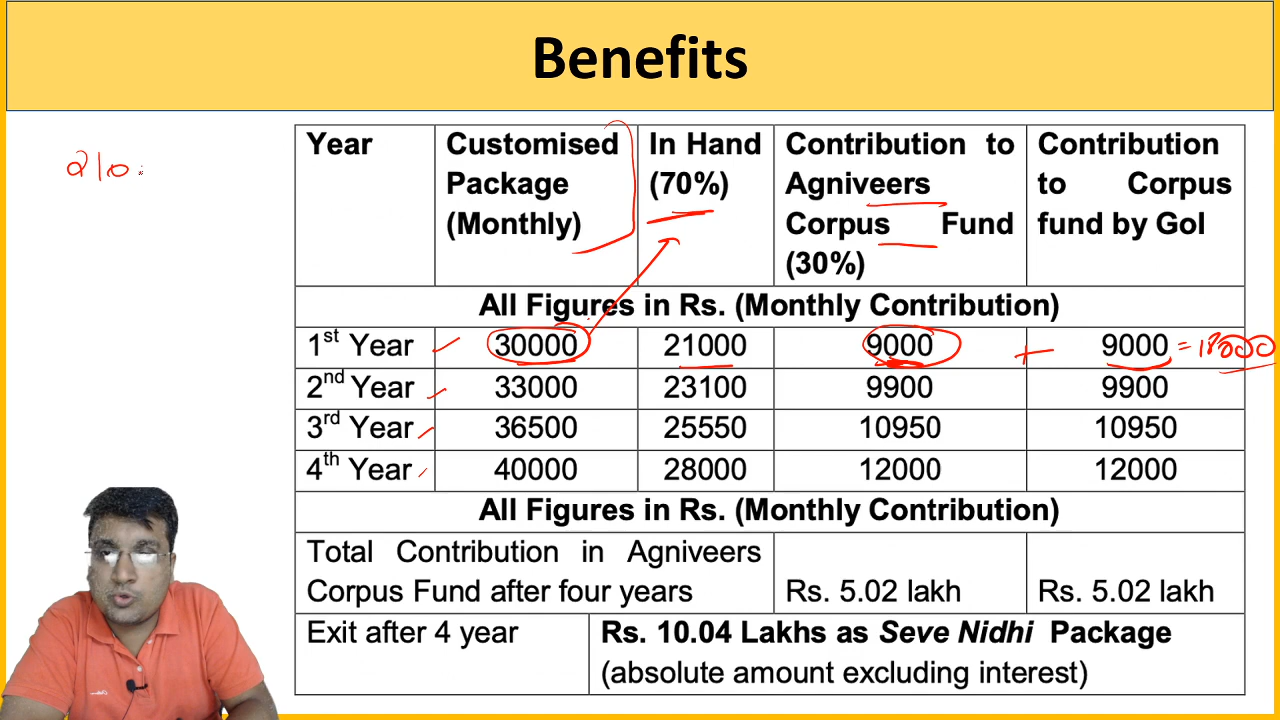 Benefits
Year Customised Package (Monthly) In Hand (70%) Contribution to Agniveers Corpus Fund (30%) Contribution to Corpus fund by GoI
All Figures in Rs. (Monthly Contribution)
1st Year 30000 21000 9000 + 9000 = 18000
2nd Year 33000 23100 9900 9900
3rd Year 36500 25550 10950 10950
4th Year 40000 28000 12000 12000
All Figures in Rs. (Monthly Contribution)
Total Contribution in Agniveers
Corpus Fund after four years Rs. 5.02 lakh Rs. 5.02 lakh
Exit after 4 year Rs. 10.04 Lakhs as Seve Nidhi Package
(absolute amount excluding interest)